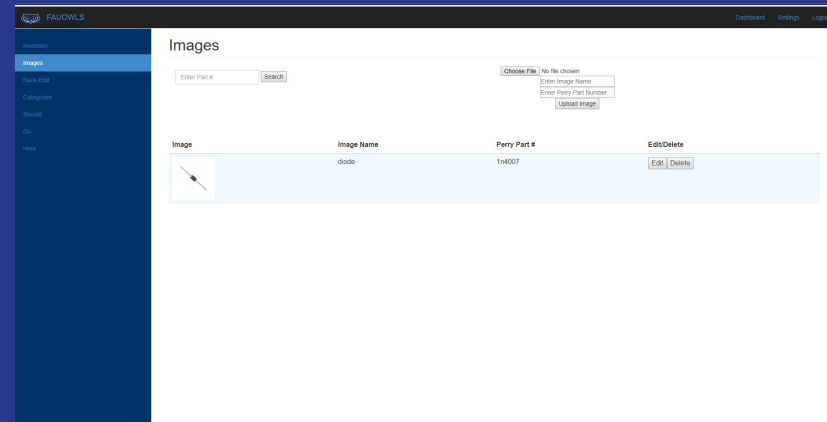 FAUOWLS
Dashboard Settings Logou
Inventory
Images
Back-End
Categories
Should
Go
Here
Images
Enter Part # Search
Choose File No file chosen
Enter Image Name
Enter Perry Part Number
Upload Image
Image Image Name Perry Part # Edit/Delete
diode 1n4007 Edit Delete